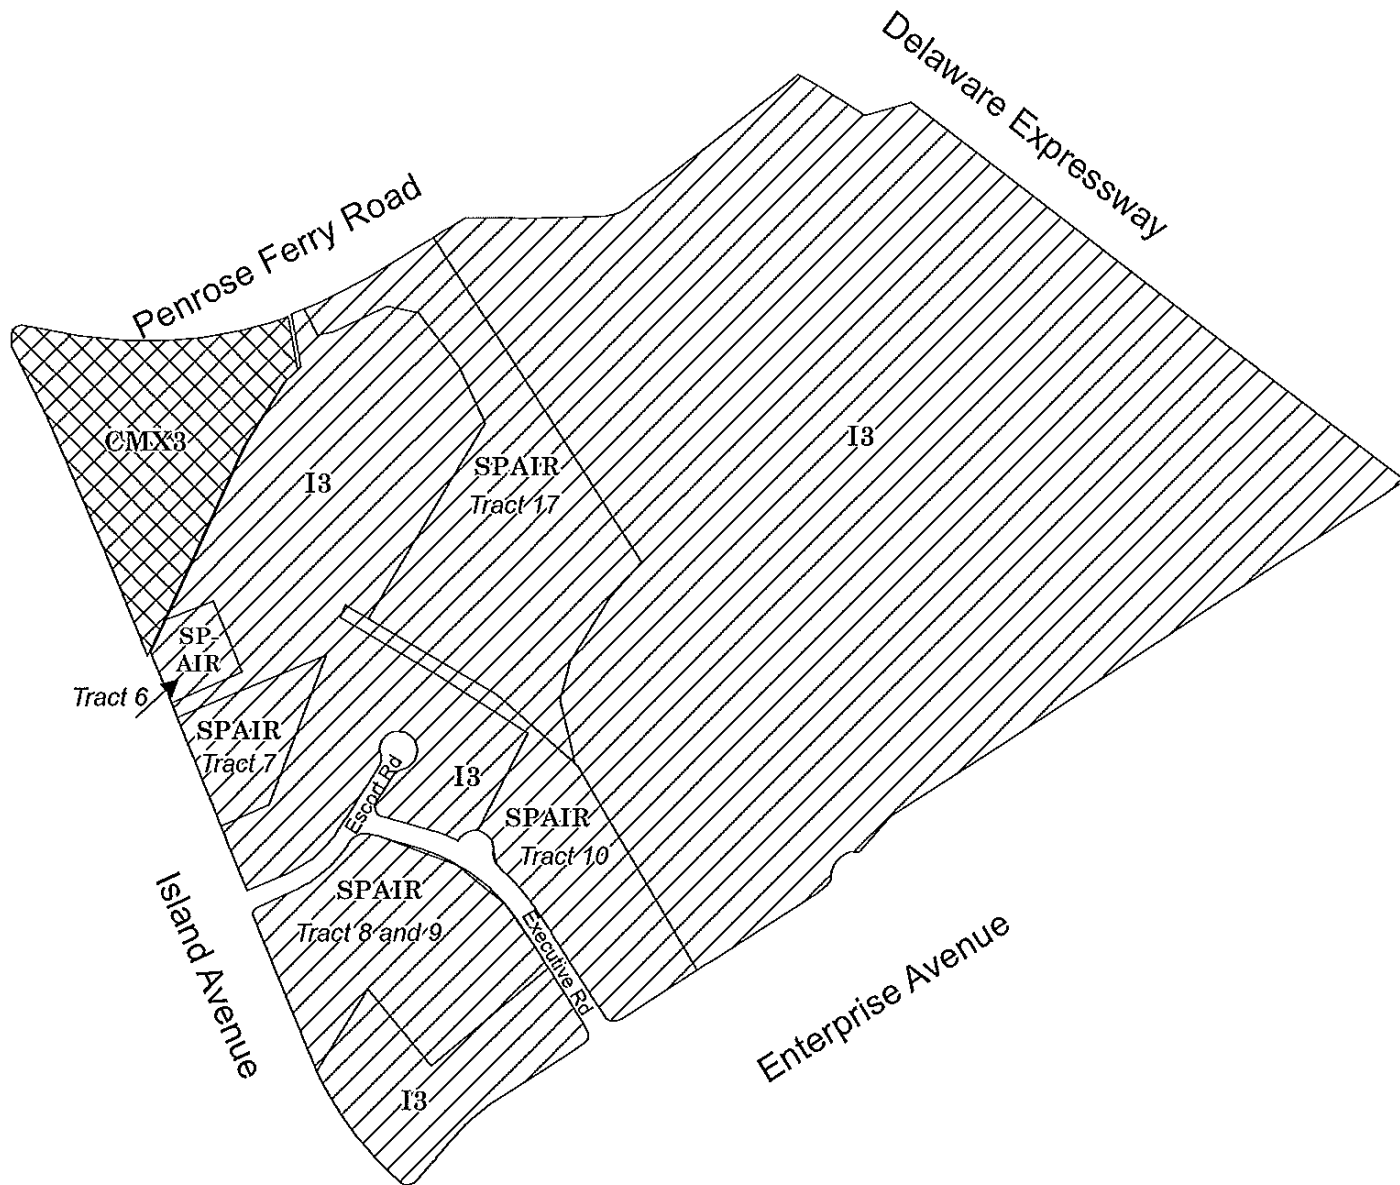 Delaware Expressway
Penrose Ferry Road
CMX3
I3
I3
SPAIR
Tract 17
SP-
AIR
Tract 6
SPAIR
Tract 7
Escort Rd
I3
SPAIR
Tract 10
SPAIR
Tract 8 and 9
Executive Rd
Island Avenue
Enterprise Avenue
I3